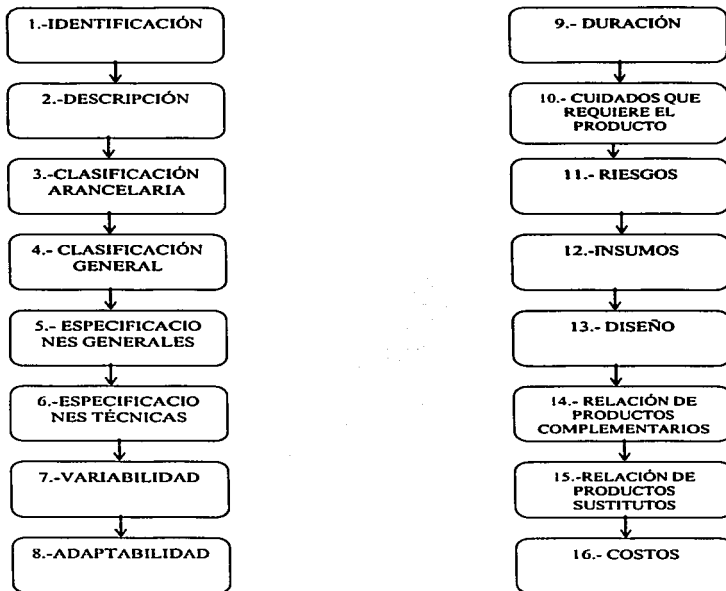 1.-IDENTIFICACIÓN
2.-DESCRIPCIÓN
3.-CLASIFICACIÓN
ARANCELARIA
4.- CLASIFICACIÓN
GENERAL
5.- ESPECIFICACIO
NES GENERALES
6.-ESPECIFICACIO
NES TÉCNICAS
7.-VARIABILIDAD
8.-ADAPTABILIDAD
9.- DURACIÓN
10.- CUIDADOS QUE
REQUIERE EL
PRODUCTO
11.- RIESGOS
12.-INSUMOS
13.- DISEÑO
14.- RELACIÓN DE
PRODUCTOS
COMPLEMENTARIOS
15.-RELACIÓN DE
PRODUCTOS
SUSTITUTOS
16.- COSTOS